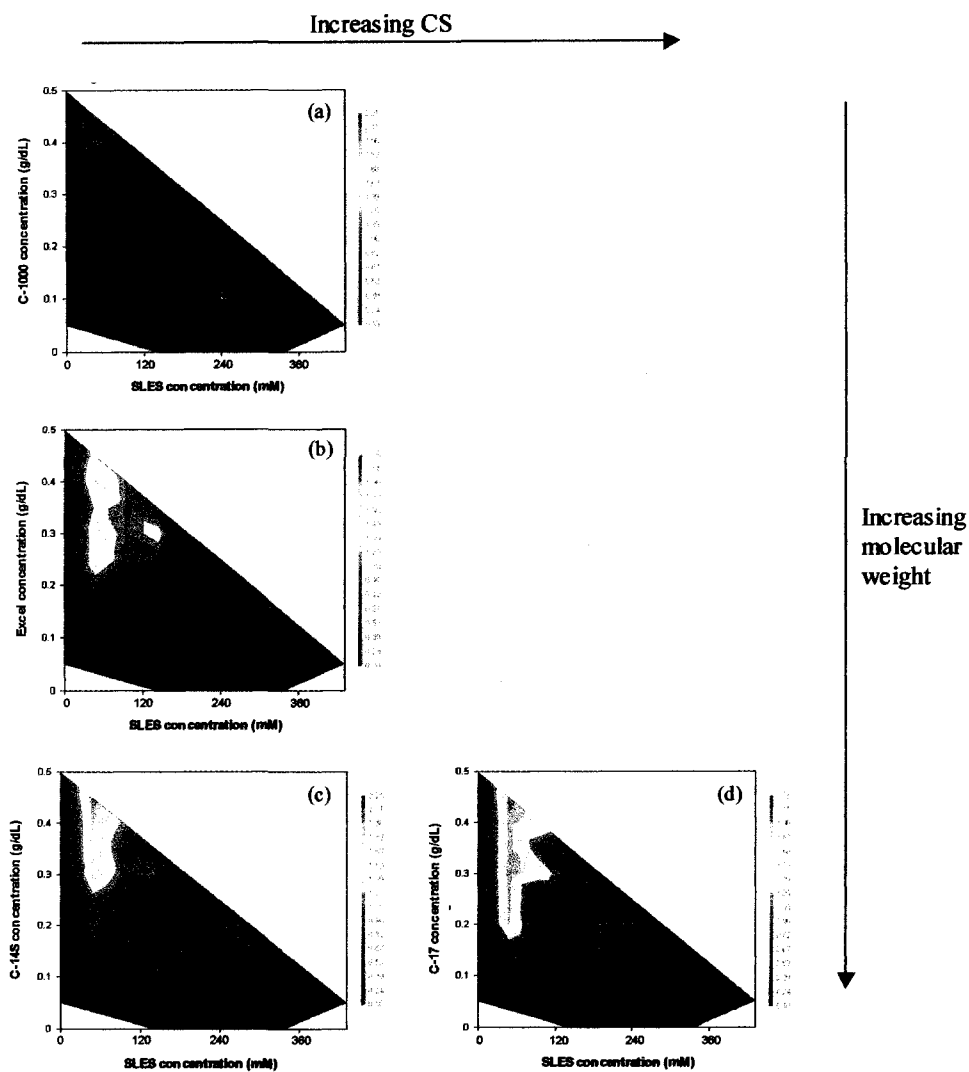 Increasing CS
(a)
C-1000 concentration (g/dL)
0.5
0.4
0.3
0.2
0.1
0
0 120 240 360
SLES concentration (mM)
(b)
Excel concentration (g/dL)
0.5
0.4
0.3
0.2
0.1
0
0 120 240 360
SLES concentration (mM)
Increasing
molecular
weight
(c)
C-14S concentration (g/dL)
0.5
0.4
0.3
0.2
0.1
0
0 120 240 360
SLES concentration (mM)
(d)
C-17 concentration (g/dL)
0.5
0.4
0.3
0.2
0.1
0
0 120 240 360
SLES concentration (mM)